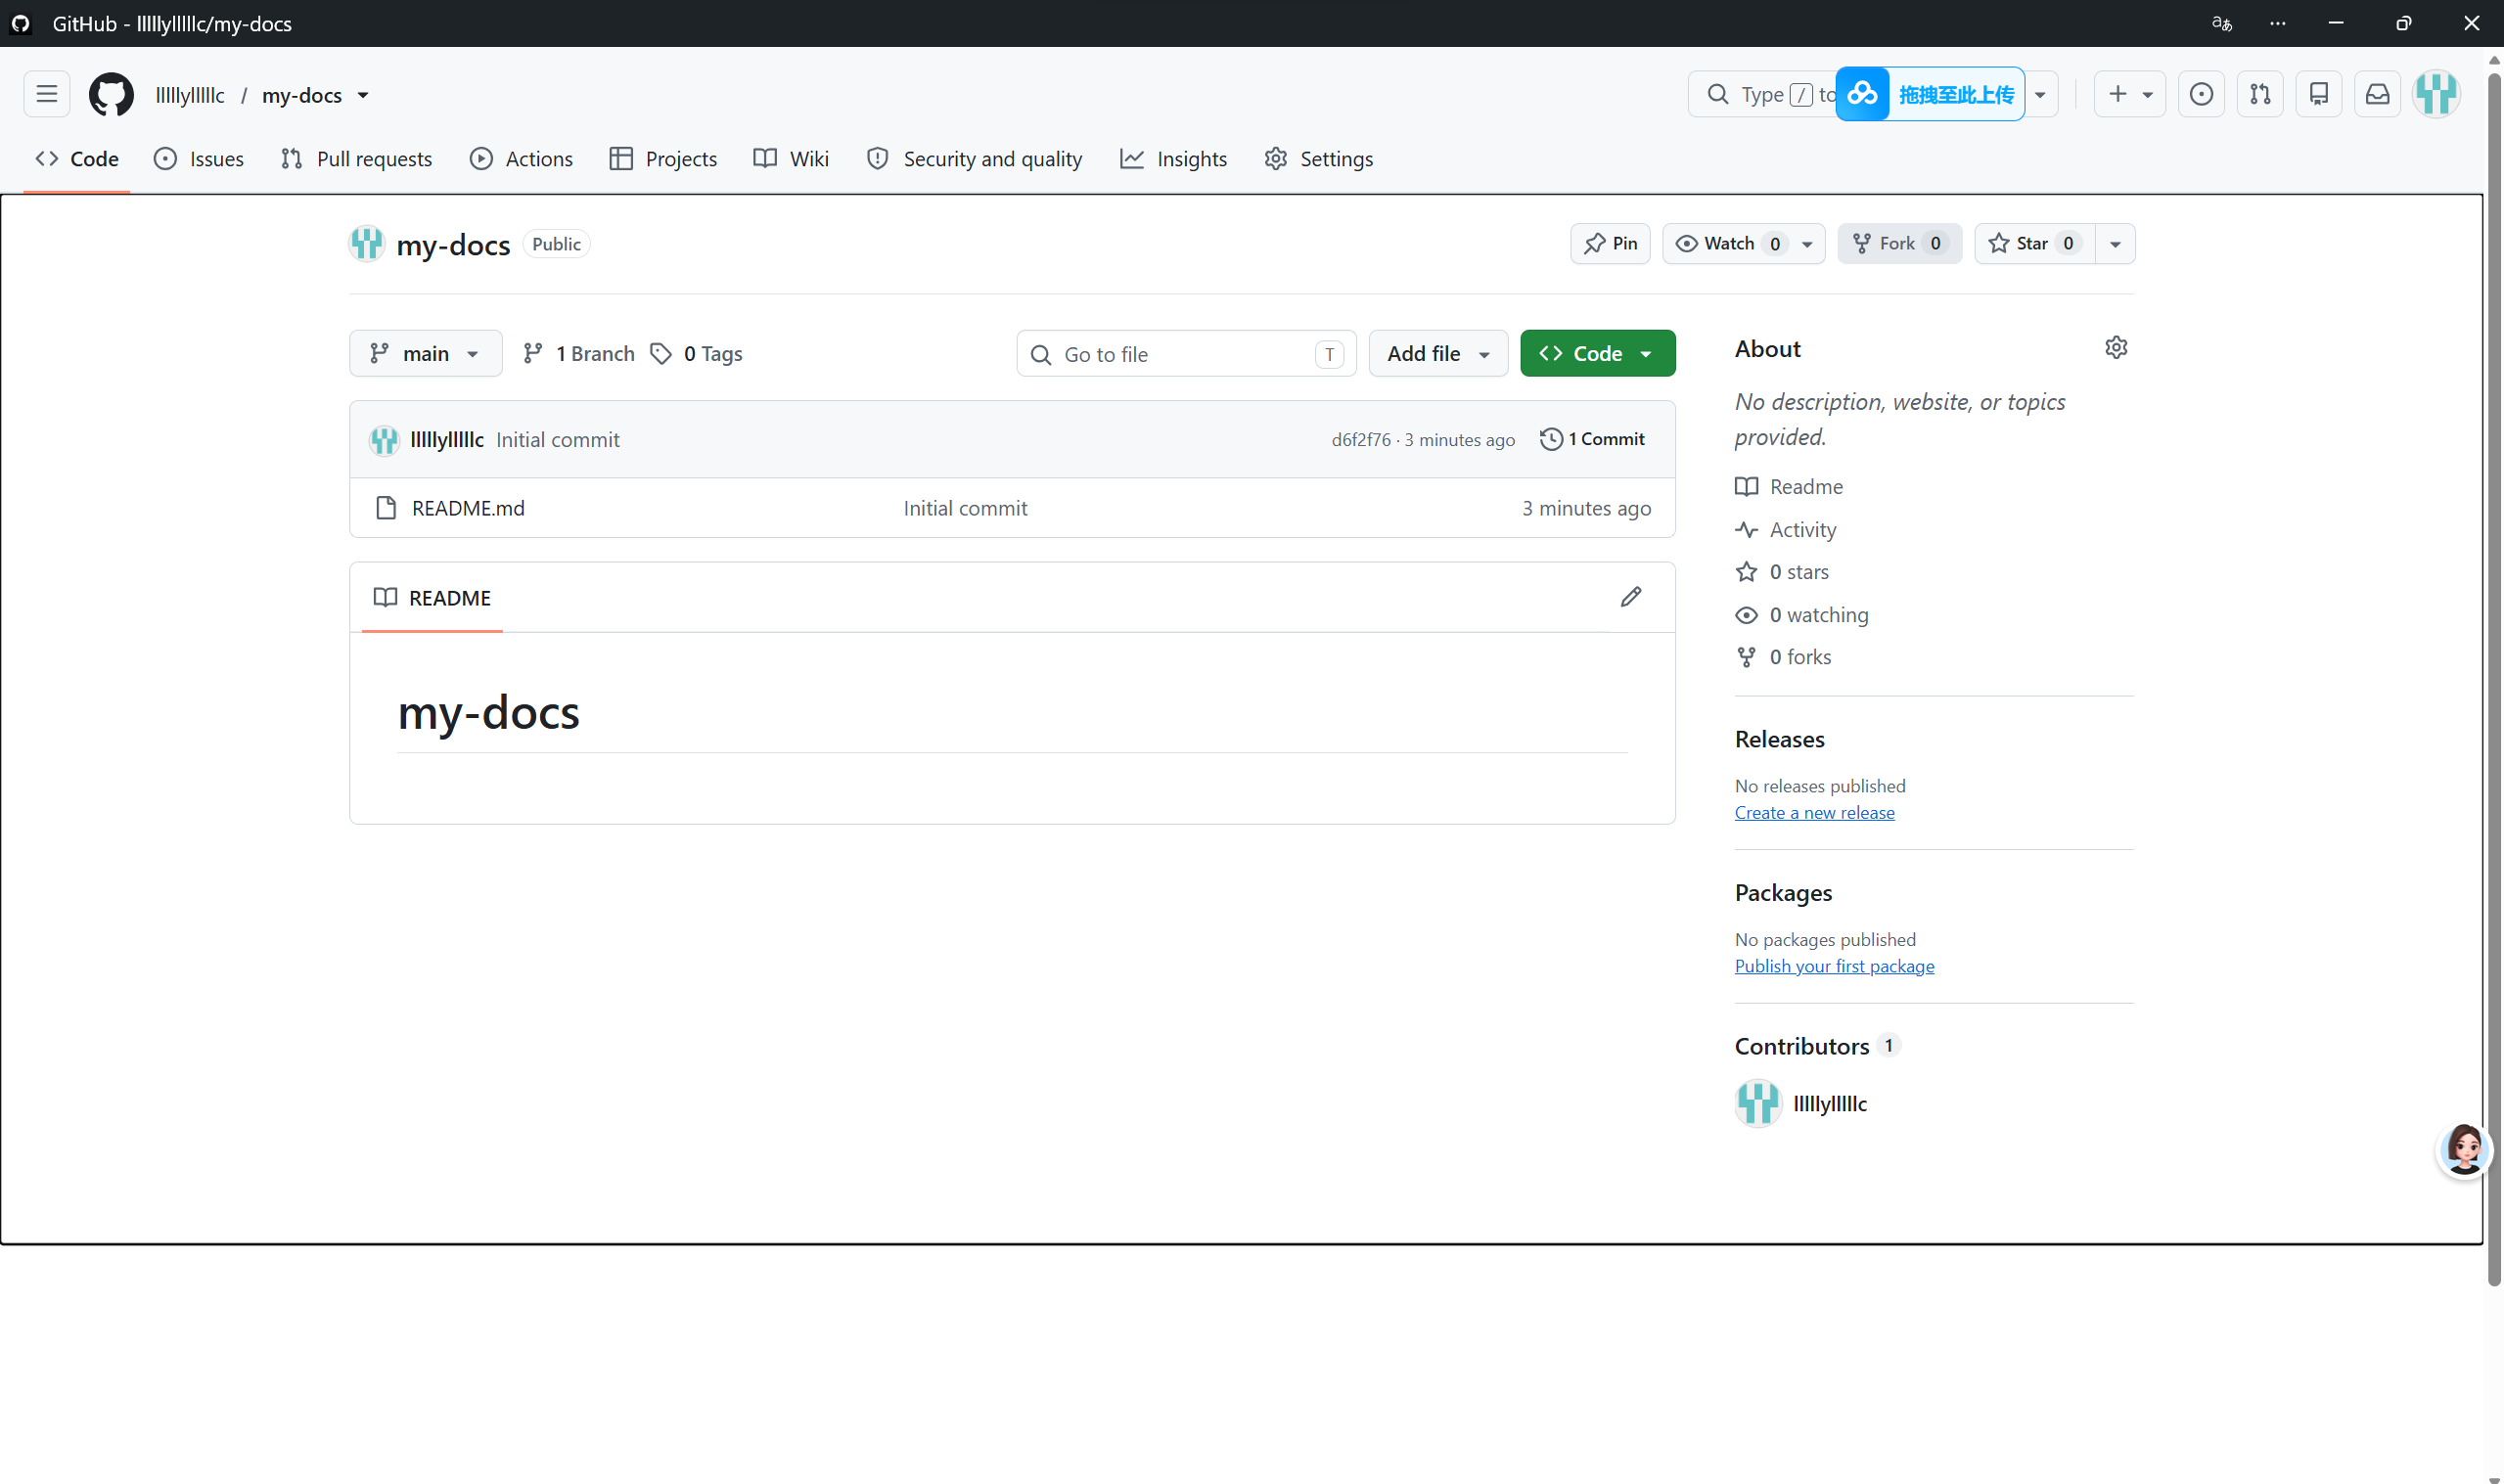 GitHub - lllllyllllllc/my-docs
lllllyllllllc / my-docs
Type / to
拖拽至此上传
Code
Issues
Pull requests
Actions
Projects
Wiki
Security and quality
Insights
Settings
my-docs Public
Pin
Watch 0
Fork 0
Star 0
main
1 Branch
0 Tags
Go to file T
Add file
Code
lllllyllllllc Initial commit
d6f2f76 · 3 minutes ago
1 Commit
README.md Initial commit 3 minutes ago
README
my-docs
About
No description, website, or topics
provided.
Readme
Activity
0 stars
0 watching
0 forks
Releases
No releases published
Create a new release
Packages
No packages published
Publish your first package
Contributors 1
lllllyllllllc